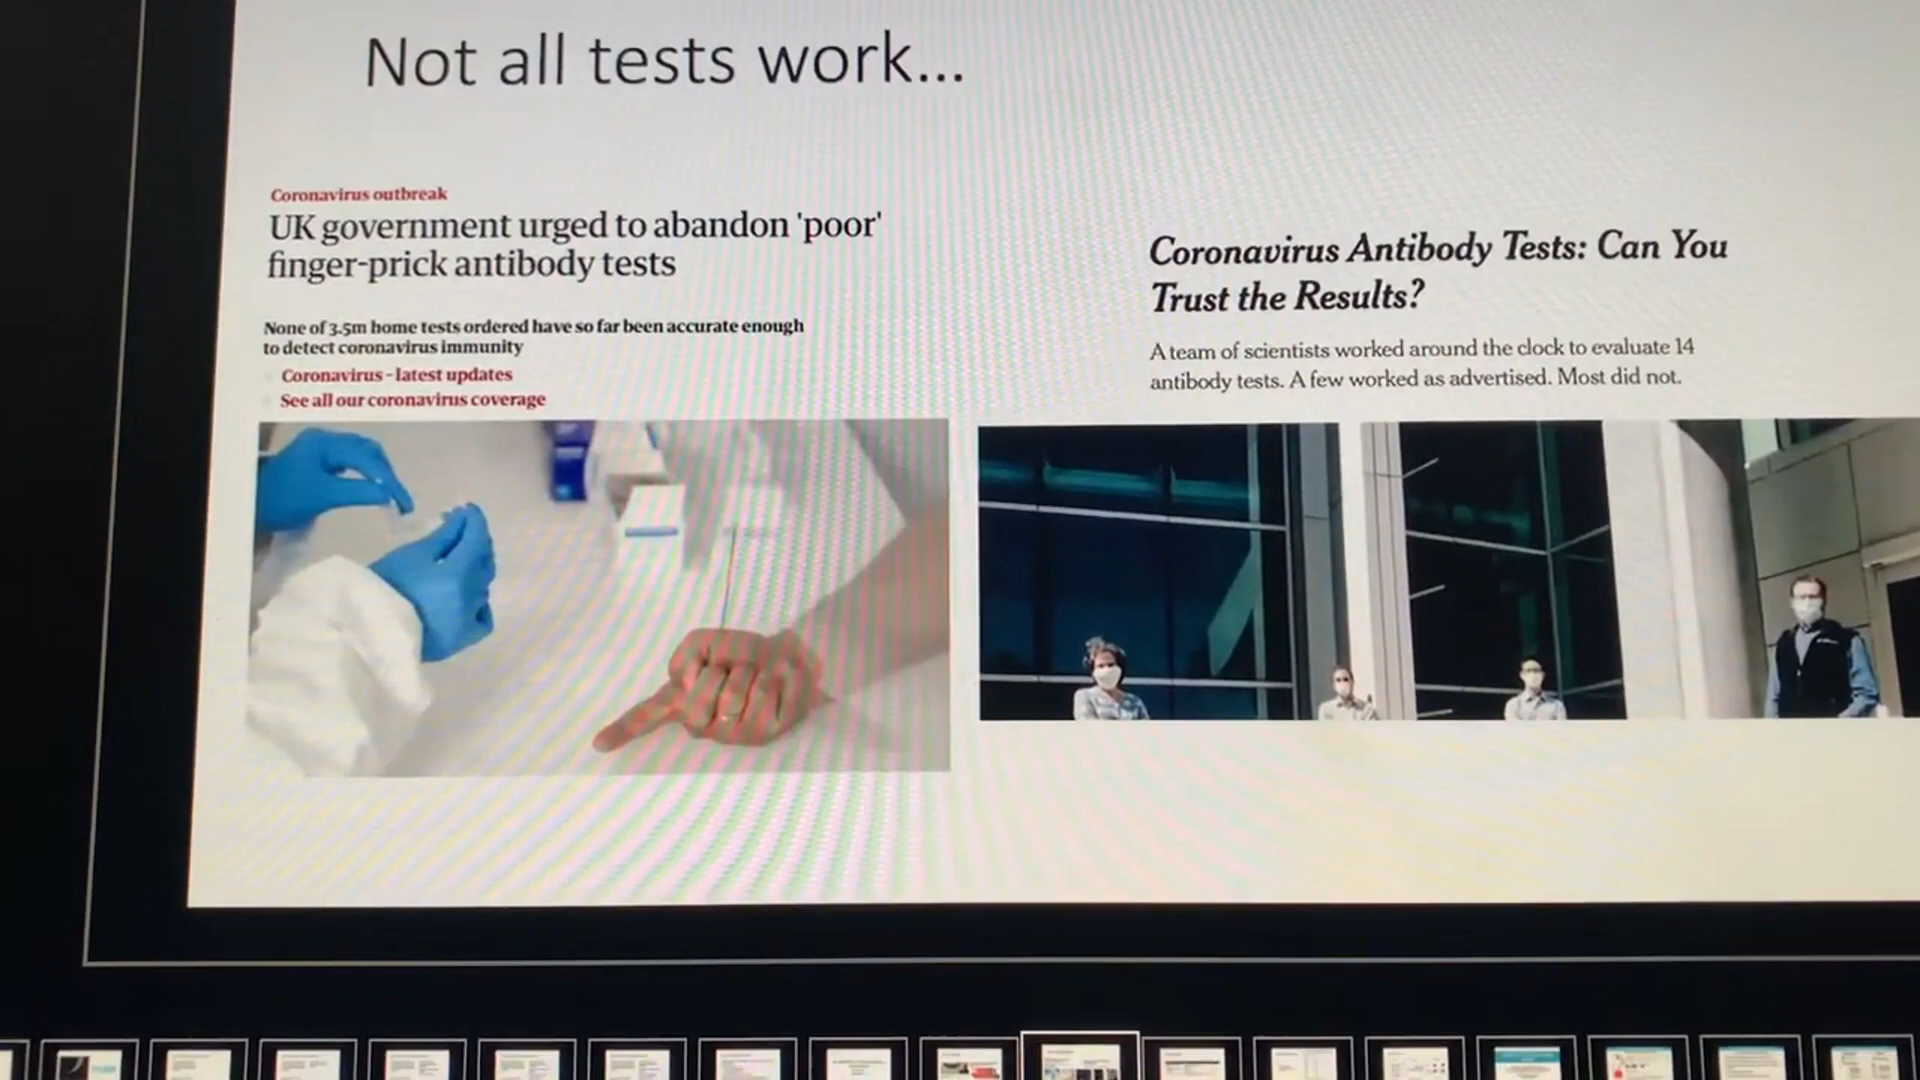 Not all tests work...
Coronavirus outbreak
UK government urged to abandon 'poor'
finger-prick antibody tests
None of 3.5m home tests ordered have so far been accurate enough
to detect coronavirus immunity
Coronavirus - latest updates
See all our coronavirus coverage
Coronavirus Antibody Tests: Can You
Trust the Results?
A team of scientists worked around the clock to evaluate 14
antibody tests. A few worked as advertised. Most did not.